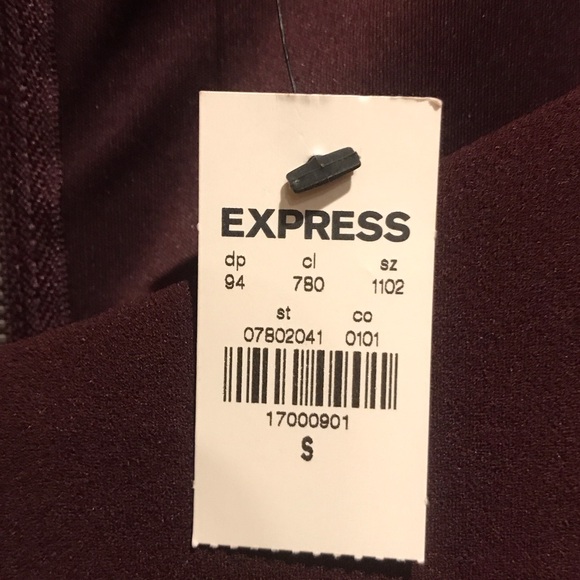 EXPRESS
dp cl sz
94 780 1102
st co
07802041 0101
17000901
S